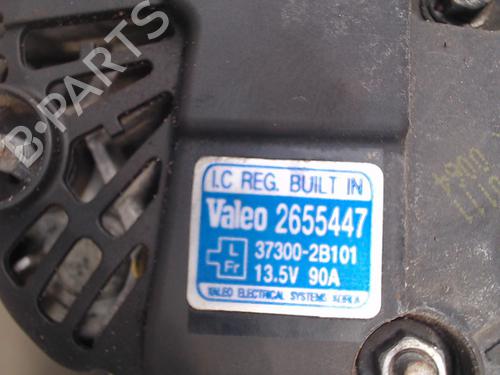 B-PARTS
I.C REG. BUILT IN
Valeo 2655447
L
Fr
37300-2B101
13.5V 90A
VALEO ELECTRICAL SYSTEMS KOREA